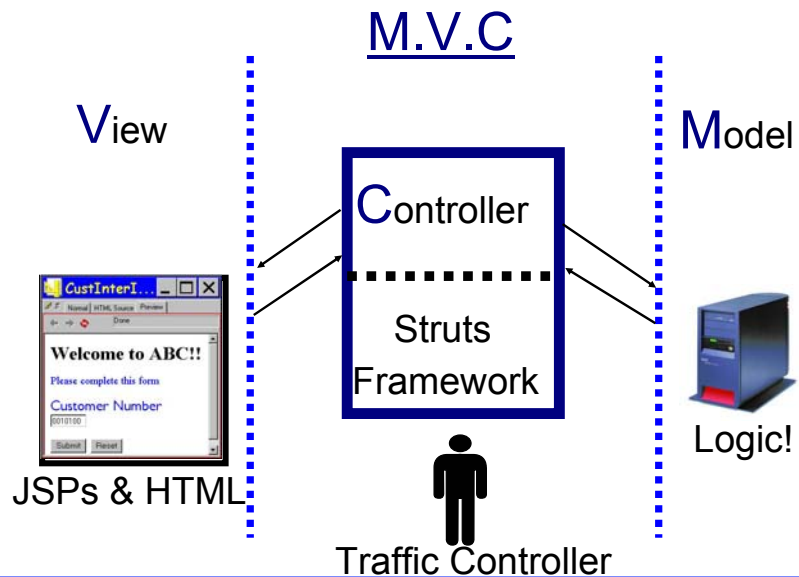 M.V.C
View
Model
Controller
Struts
Framework
CustInterI...
Normal HTML Source Preview
Done
Welcome to ABC!!
Please complete this form
Customer Number
0010100
Submit Reset
JSPs & HTML
Logic!
Traffic Controller